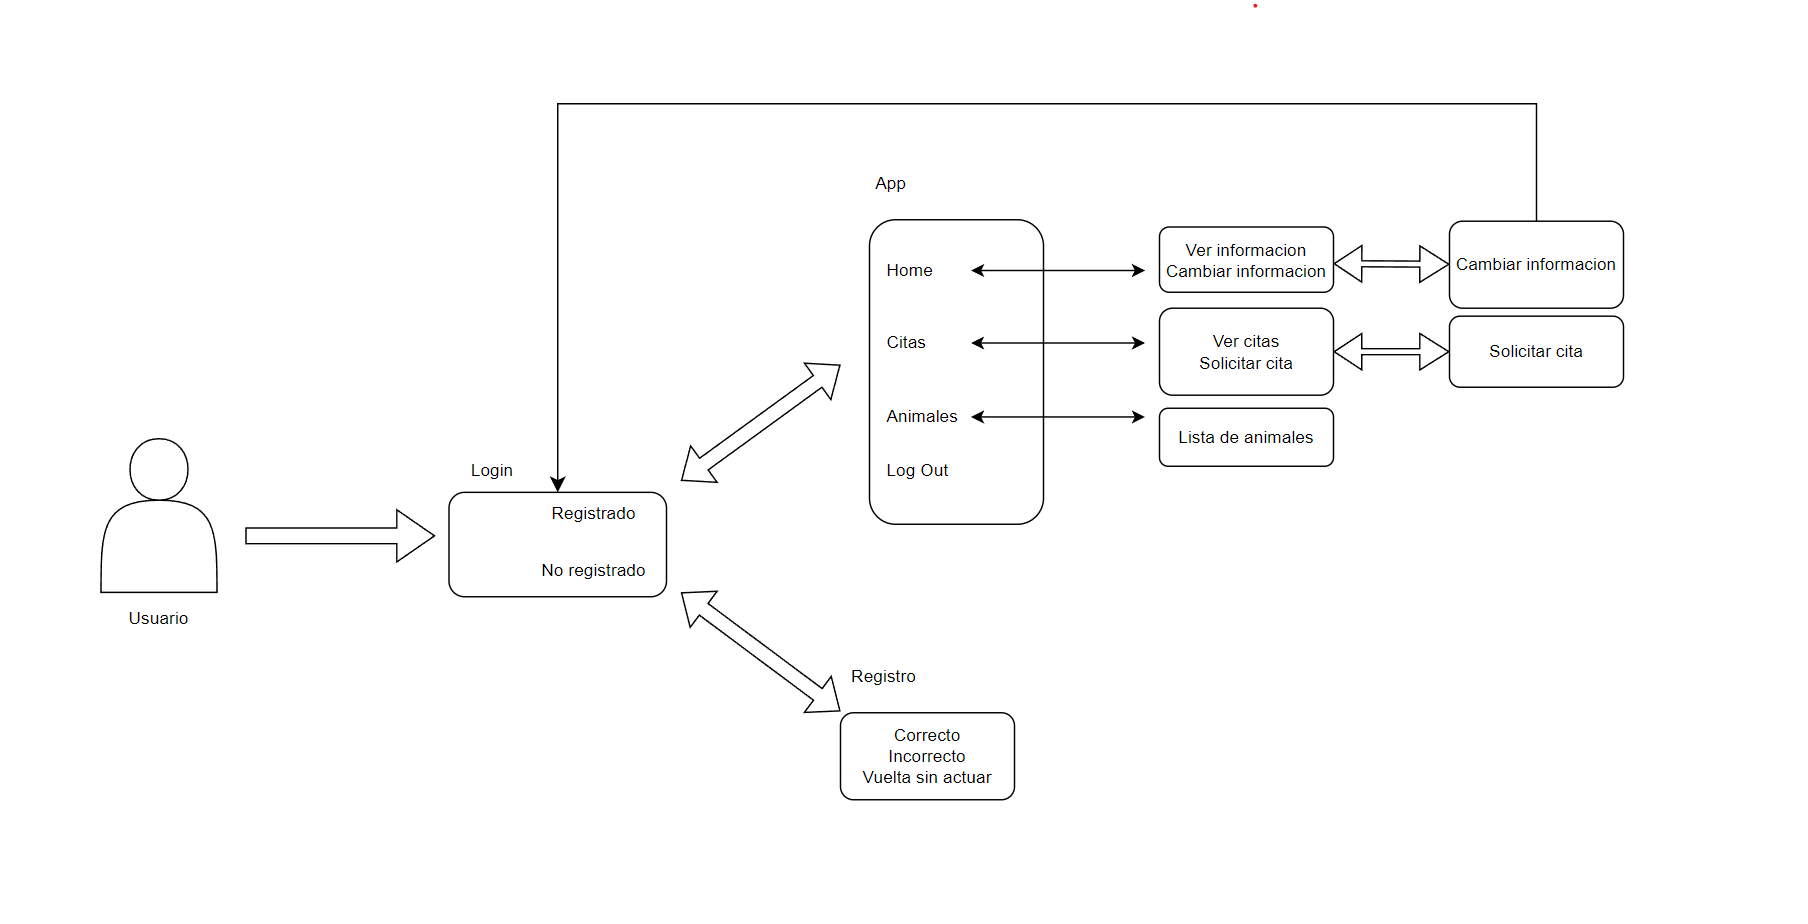 App
Home
Ver informacion
Cambiar informacion
Cambiar informacion
Citas
Ver citas
Solicitar cita
Solicitar cita
Animales
Lista de animales
Log Out
Login
Registrado
No registrado
Usuario
Registro
Correcto
Incorrecto
Vuelta sin actuar